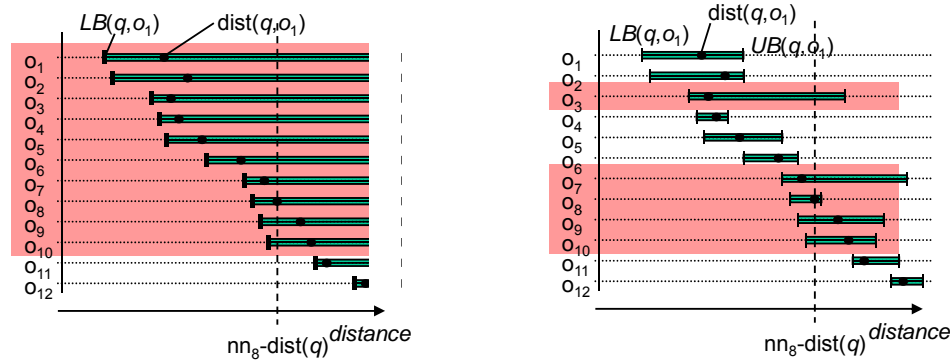 LB(q,o₁) dist(q,o₁)
o₁
o₂
o₃
o₄
o₅
o₆
o₇
o₈
o₉
o₁₀
o₁₁
o₁₂
distance
nn₈-dist(q)
dist(q,o₁)
LB(q,o₁) UB(q,o₁)
o₁
o₂
o₃
o₄
o₅
o₆
o₇
o₈
o₉
o₁₀
o₁₁
o₁₂
distance
nn₈-dist(q)